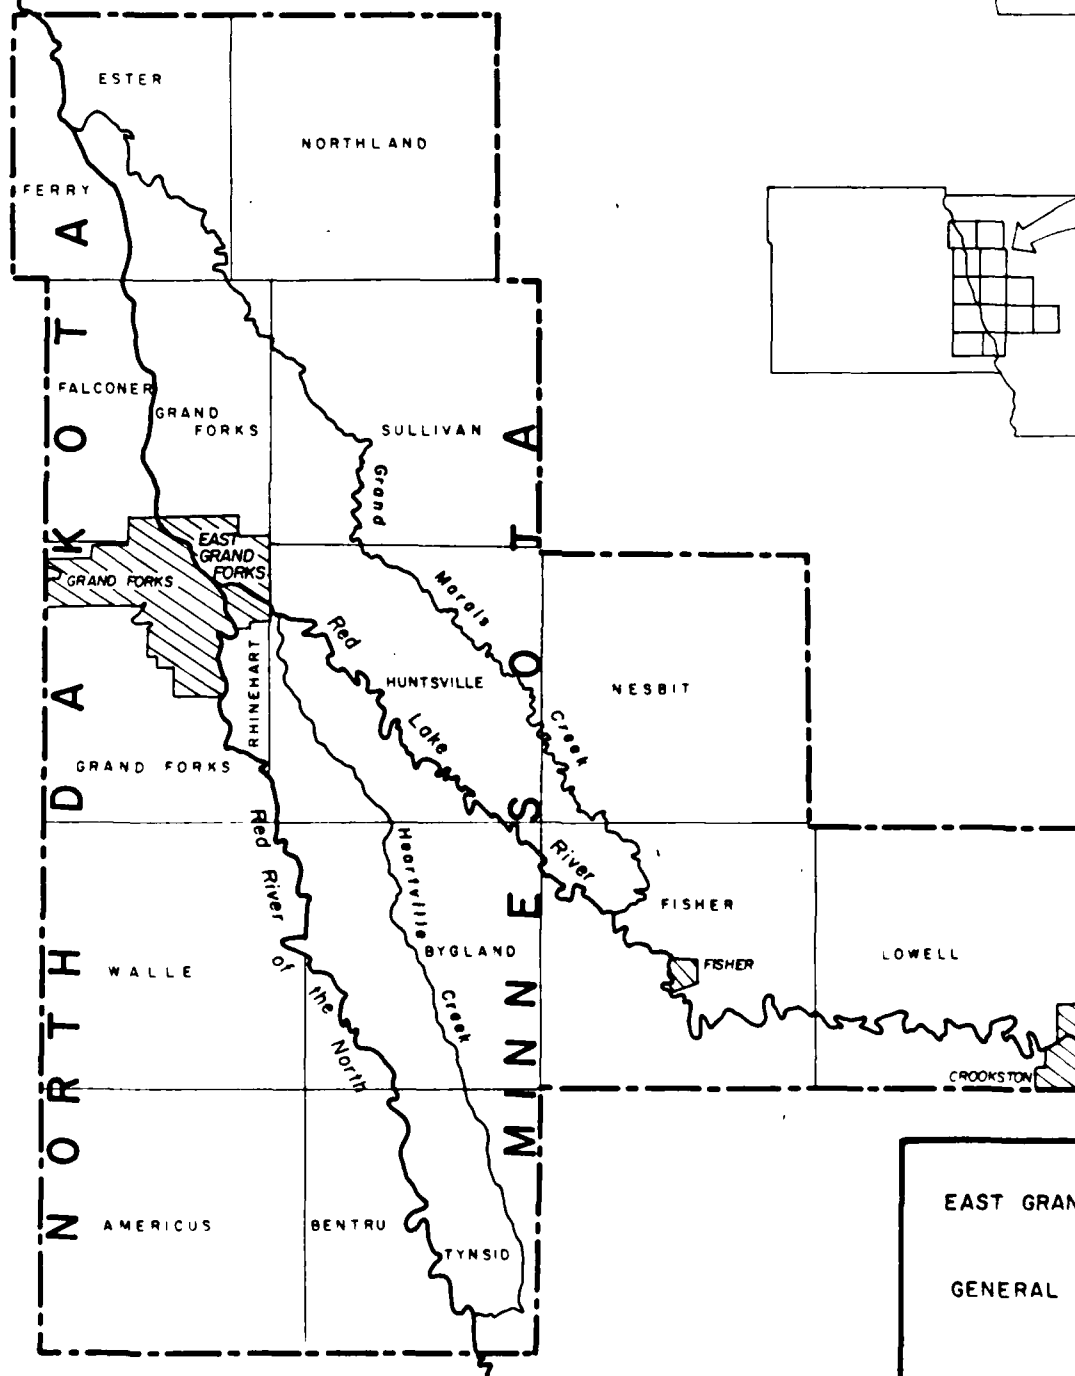 ESTER
NORTHLAND
FERRY
FALCONER
GRAND
FORKS
SULLIVAN
Grand
EAST
GRAND
FORKS
GRAND FORKS
Marais
Red
RHINEHART
HUNTSVILLE
NESBIT
Lake
Creek
GRAND FORKS
Red
River
of
the
North
Heartville
Creek
River
FISHER
BYGLAND
FISHER
LOWELL
WALLE
CROOKSTON
AMERICUS
BENTRU
TYNSID
NORTH DAKOTA
MINNESOTA
EAST GRAN
GENERAL